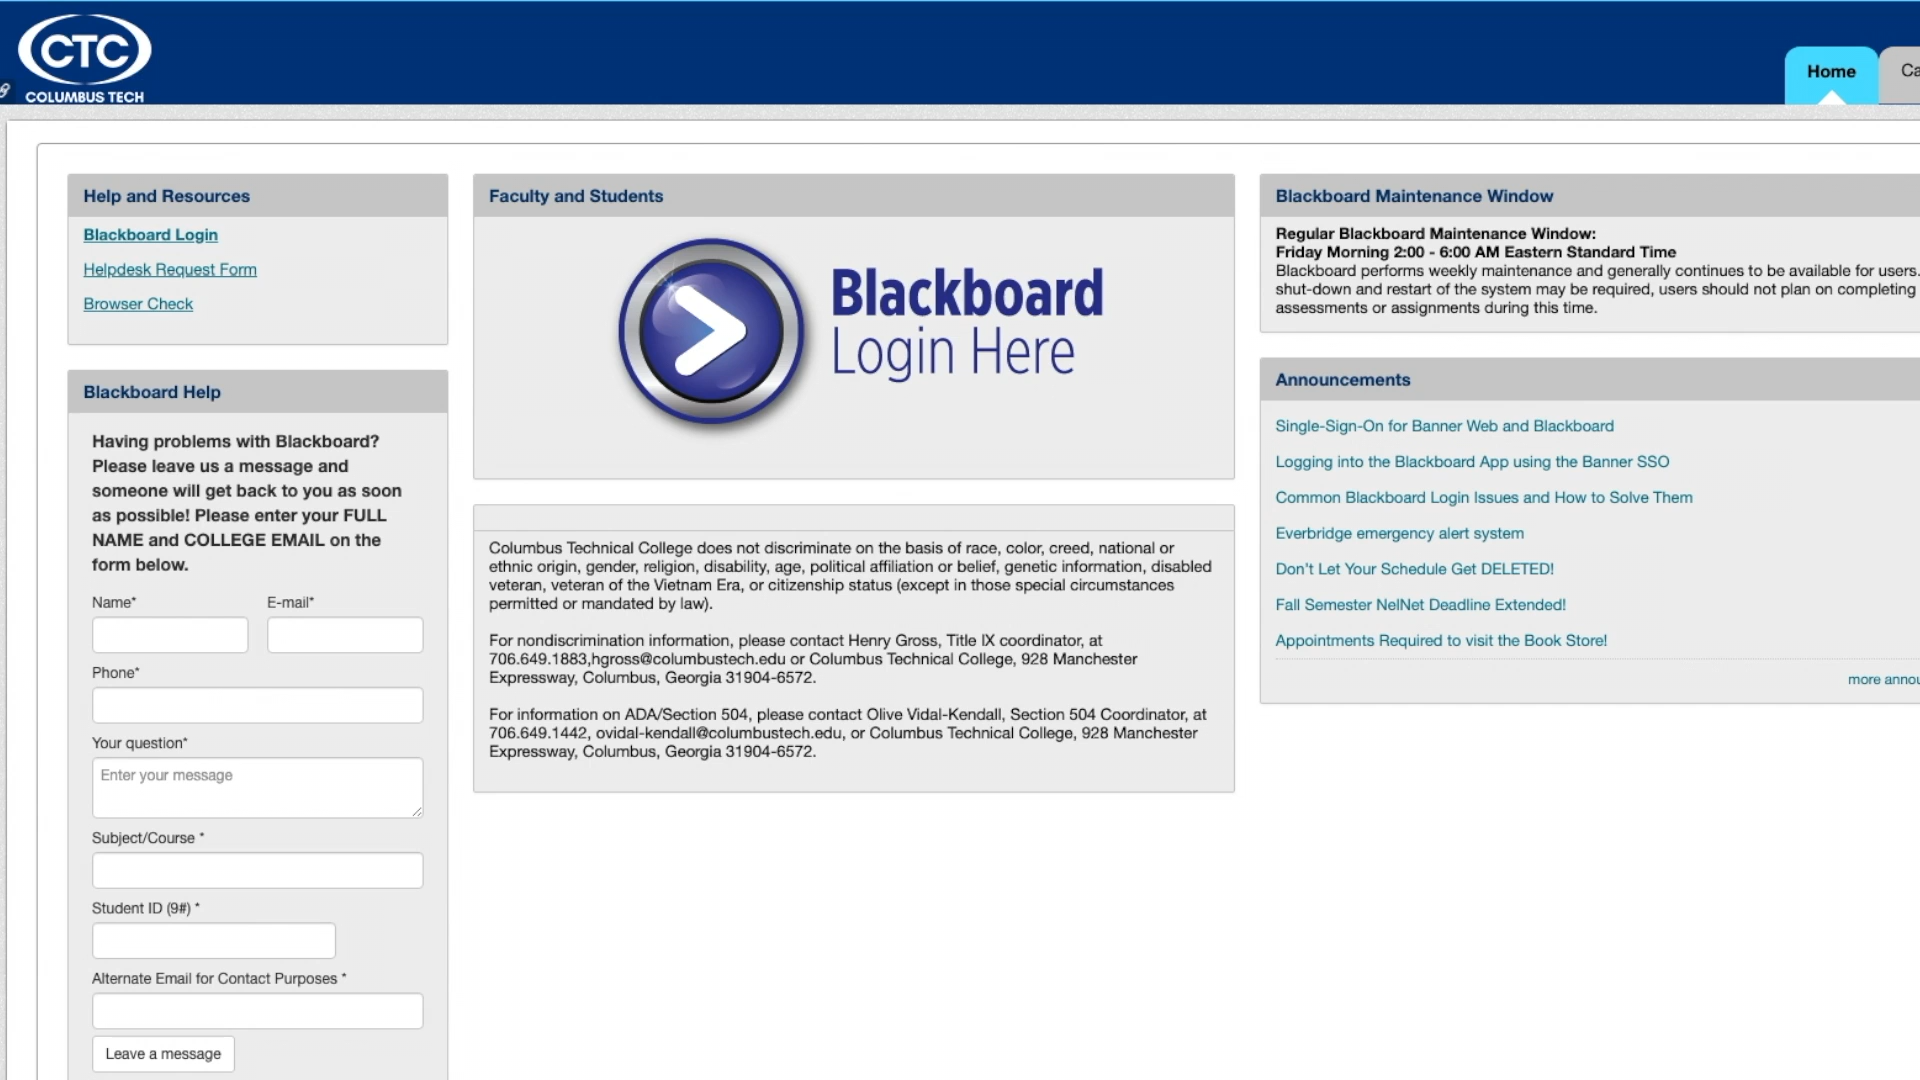 CTC
COLUMBUS TECH
Home
Ca
Help and Resources
Blackboard Login
Helpdesk Request Form
Browser Check
Blackboard Help
Having problems with Blackboard?
Please leave us a message and
someone will get back to you as soon
as possible! Please enter your FULL
NAME and COLLEGE EMAIL on the
form below.
Name* E-mail*
Phone*
Your question*
Enter your message
Subject/Course *
Student ID (9#) *
Alternate Email for Contact Purposes *
Leave a message
Faculty and Students
Blackboard
Login Here
Columbus Technical College does not discriminate on the basis of race, color, creed, national or
ethnic origin, gender, religion, disability, age, political affiliation or belief, genetic information, disabled
veteran, veteran of the Vietnam Era, or citizenship status (except in those special circumstances
permitted or mandated by law).
For nondiscrimination information, please contact Henry Gross, Title IX coordinator, at
706.649.1883,hgross@columbustech.edu or Columbus Technical College, 928 Manchester
Expressway, Columbus, Georgia 31904-6572.
For information on ADA/Section 504, please contact Olive Vidal-Kendall, Section 504 Coordinator, at
706.649.1442, ovidal-kendall@columbustech.edu, or Columbus Technical College, 928 Manchester
Expressway, Columbus, Georgia 31904-6572.
Blackboard Maintenance Window
Regular Blackboard Maintenance Window:
Friday Morning 2:00 - 6:00 AM Eastern Standard Time
Blackboard performs weekly maintenance and generally continues to be available for users.
shut-down and restart of the system may be required, users should not plan on completing
assessments or assignments during this time.
Announcements
Single-Sign-On for Banner Web and Blackboard
Logging into the Blackboard App using the Banner SSO
Common Blackboard Login Issues and How to Solve Them
Everbridge emergency alert system
Don't Let Your Schedule Get DELETED!
Fall Semester NelNet Deadline Extended!
Appointments Required to visit the Book Store!
more annou